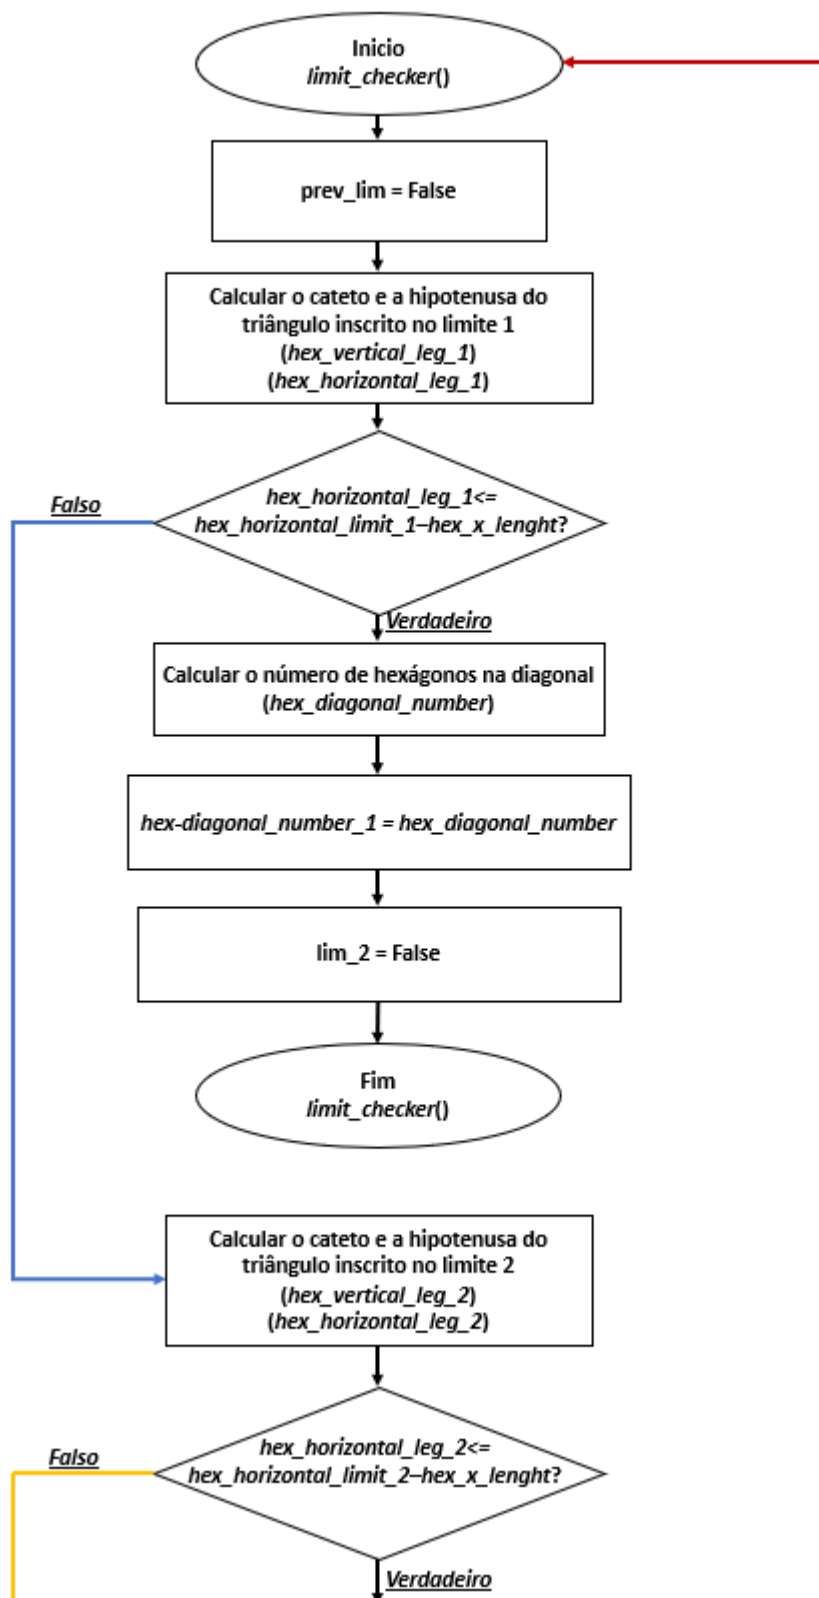 Inicio
limit_checker()
prev_lim = False
Calcular o cateto e a hipotenusa do
triângulo inscrito no limite 1
(hex_vertical_leg_1)
(hex_horizontal_leg_1)
hex_horizontal_leg_1<=
hex_horizontal_limit_1–hex_x_lenght?
Falso
Verdadeiro
Calcular o número de hexágonos na diagonal
(hex_diagonal_number)
hex-diagonal_number_1 = hex_diagonal_number
lim_2 = False
Fim
limit_checker()
Calcular o cateto e a hipotenusa do
triângulo inscrito no limite 2
(hex_vertical_leg_2)
(hex_horizontal_leg_2)
hex_horizontal_leg_2<=
hex_horizontal_limit_2–hex_x_lenght?
Falso
Verdadeiro